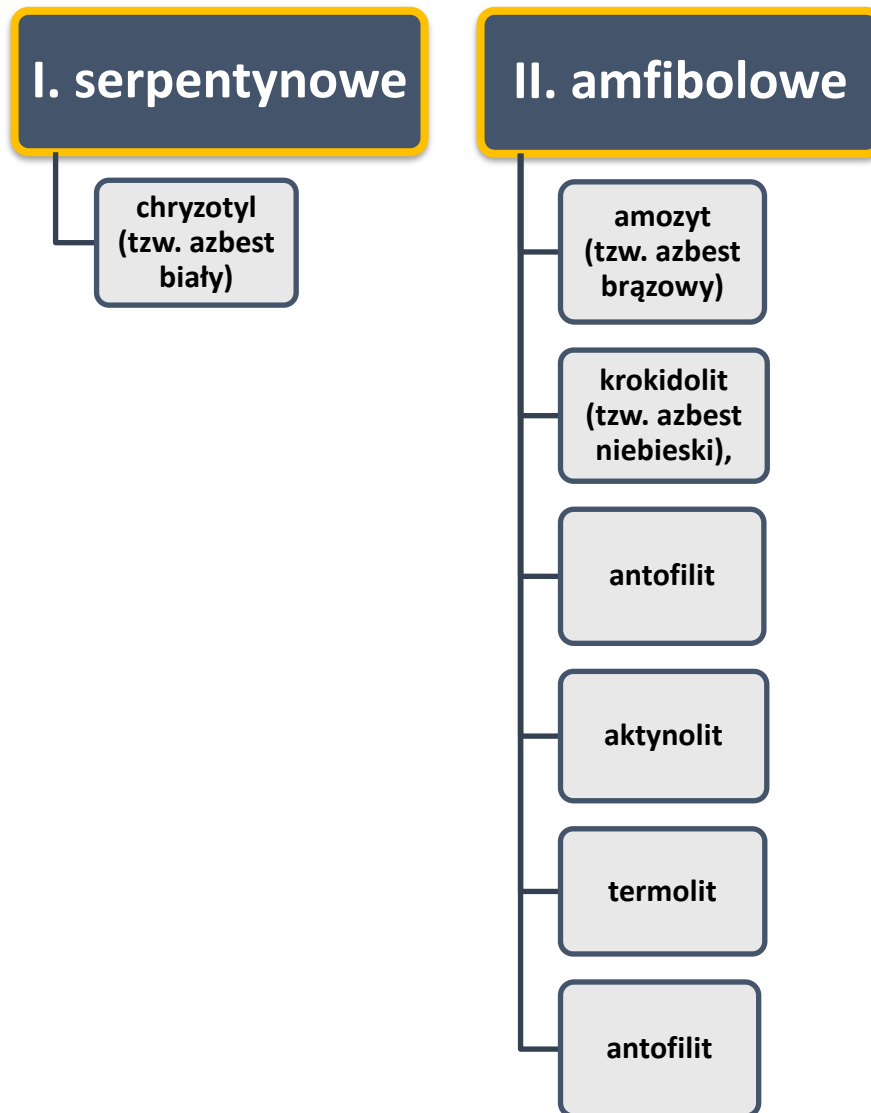 I. serpentynowe
chryzotyl
(tzw. azbest
biały)
II. amfibolowe
amozyt
(tzw. azbest
brązowy)
krokidolit
(tzw. azbest
niebieski),
antofilit
aktynolit
termolit
antofilit